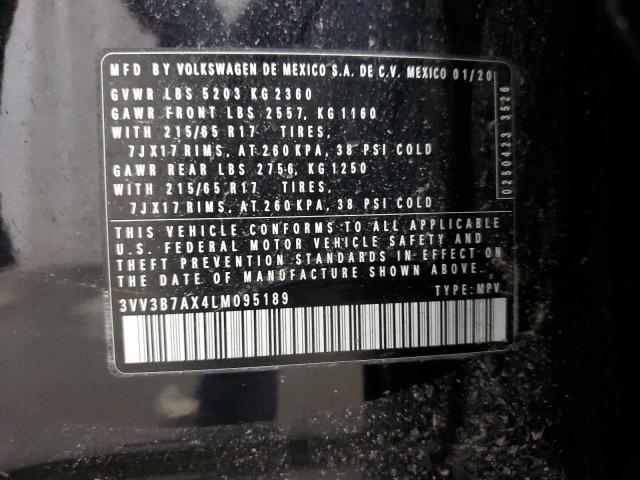 MFD BY VOLKSWAGEN DE MEXICO S.A. DE C.V. MEXICO 01/20
GVWR LBS 5203 KG 2360
GAWR FRONT LBS 2557, KG 1160
WITH 215/65 R17 TIRES,
7JX17 RIMS, AT 260 KPA, 38 PSI COLD
GAWR REAR LBS 2756, KG 1250
WITH 215/65 R17 TIRES,
7JX17 RIMS, AT 260 KPA, 38 PSI COLD
THIS VEHICLE CONFORMS TO ALL APPLICABLE
U.S. FEDERAL MOTOR VEHICLE SAFETY AND
THEFT PREVENTION STANDARDS IN EFFECT ON
THE DATE OF MANUFACTURE SHOWN ABOVE.
3VV3B7AX4LM095189 TYPE: MPV
0250423 3526